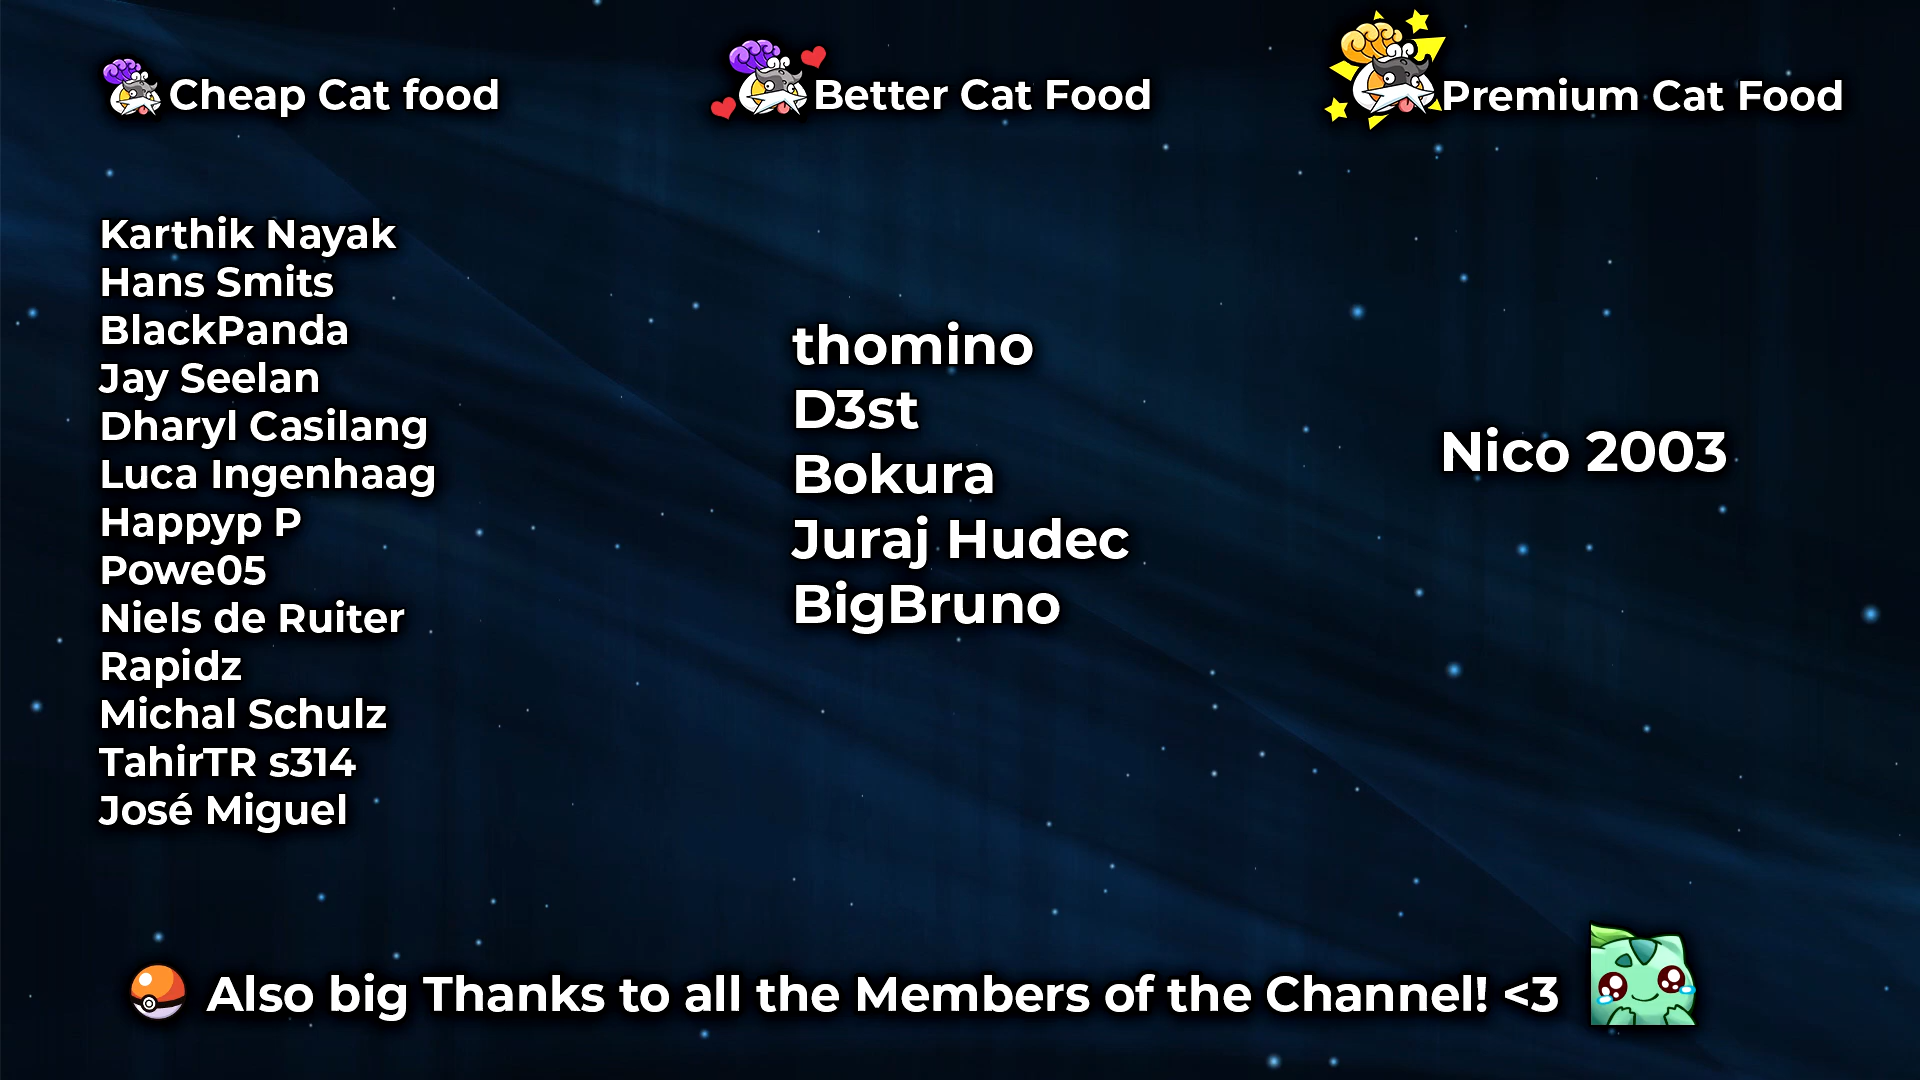 Cheap Cat food
Better Cat Food
Premium Cat Food
Karthik Nayak
Hans Smits
BlackPanda
Jay Seelan
Dharyl Casilang
Luca Ingenhaag
Happyp P
Powe05
Niels de Ruiter
Rapidz
Michal Schulz
TahirTR s314
José Miguel
thomino
D3st
Bokura
Juraj Hudec
BigBruno
Nico 2003
Also big Thanks to all the Members of the Channel! <3